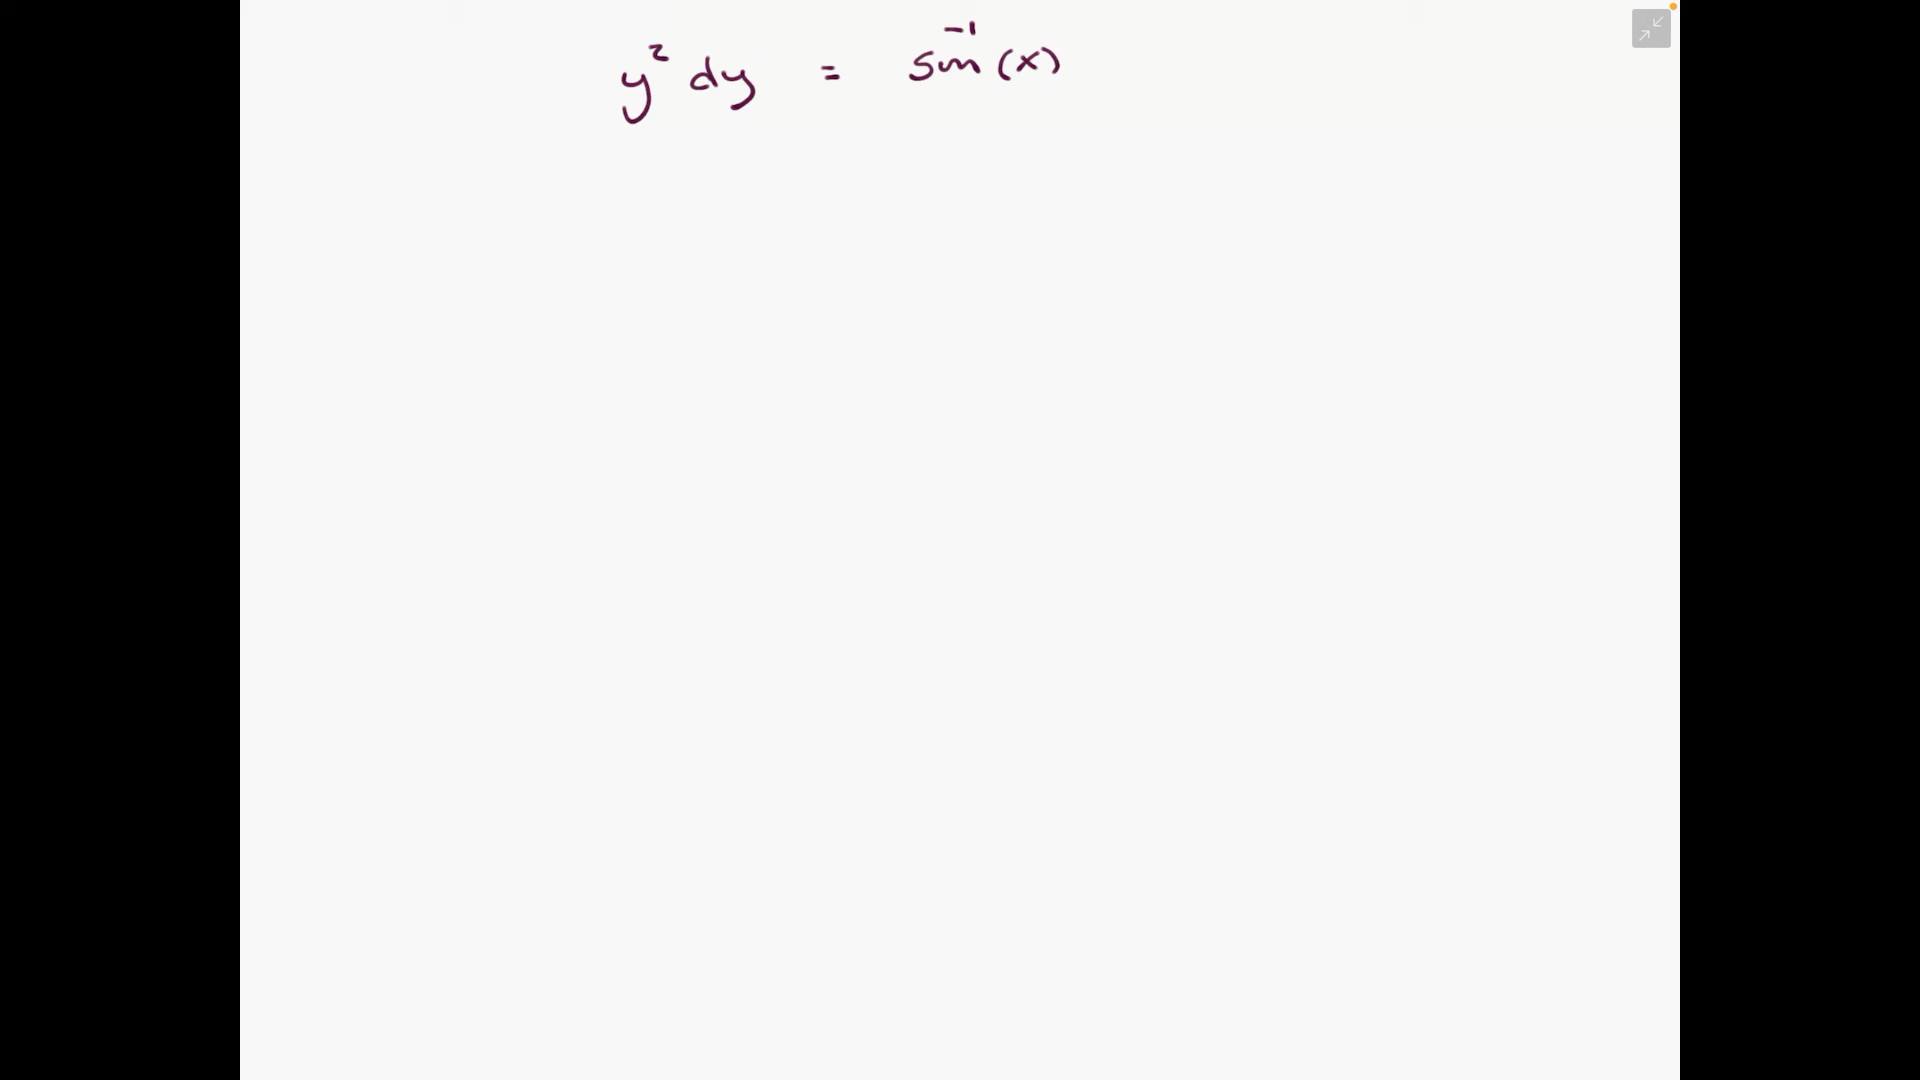 y² dy = sin⁻¹(x)